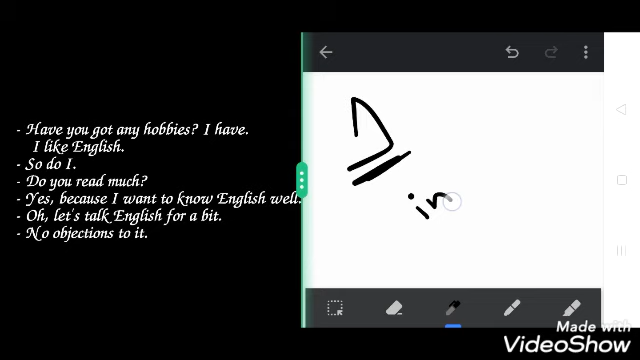 - Have you got any hobbies? I have.
I like English.
- So do I.
- Do you read much?
- Yes, because I want to know English well.
- Oh, let's talk English for a bit.
- No objections to it.
in
Made with
VideoShow